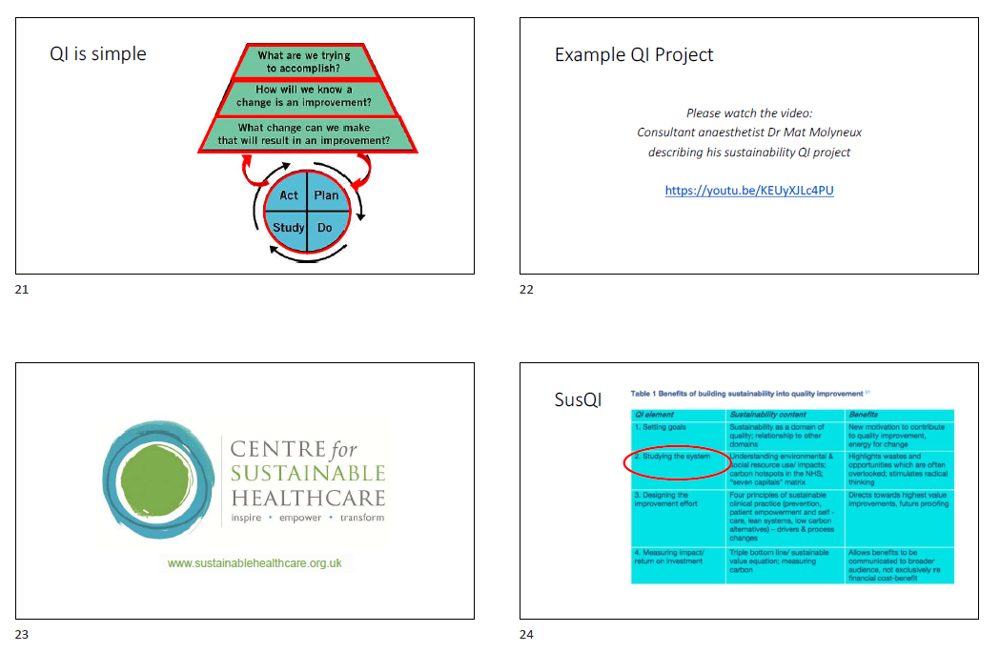 QI is simple
What are we trying
to accomplish?
How will we know a
change is an improvement?
What change can we make
that will result in an improvement?
Act Plan
Study Do
21
Example QI Project
Please watch the video:
Consultant anaesthetist Dr Mat Molyneux
describing his sustainability QI project
https://youtu.be/KEUyXJLc4PU
22
CENTRE for
SUSTAINABLE
HEALTHCARE
inspire • empower • transform
www.sustainablehealthcare.org.uk
23
SusQI
Table 1 Benefits of building sustainability into quality improvement
QI element Sustainability content Benefits
1. Setting goals
Sustainability as a domain of
quality; relationship to other
domains
New motivation to contribute
to quality improvement,
energy for change
2. Studying the system
Understanding environmental &
social resource use/ impacts;
carbon hotspots in the NHS;
"seven capitals" matrix
Highlights wastes and
opportunities which are often
overlooked; stimulates radical
thinking
3. Designing the
improvement effort
Four principles of sustainable
clinical practice (prevention,
patient empowerment and self -
care, lean systems, low carbon
alternatives) – drivers & process
changes
Directs towards highest value
improvements, future proofing
4. Measuring impact/
return on investment
Triple bottom line/ sustainable
value equation; measuring
carbon
Allows benefits to be
communicated to broader
audience, not exclusively re
financial cost-benefit
24